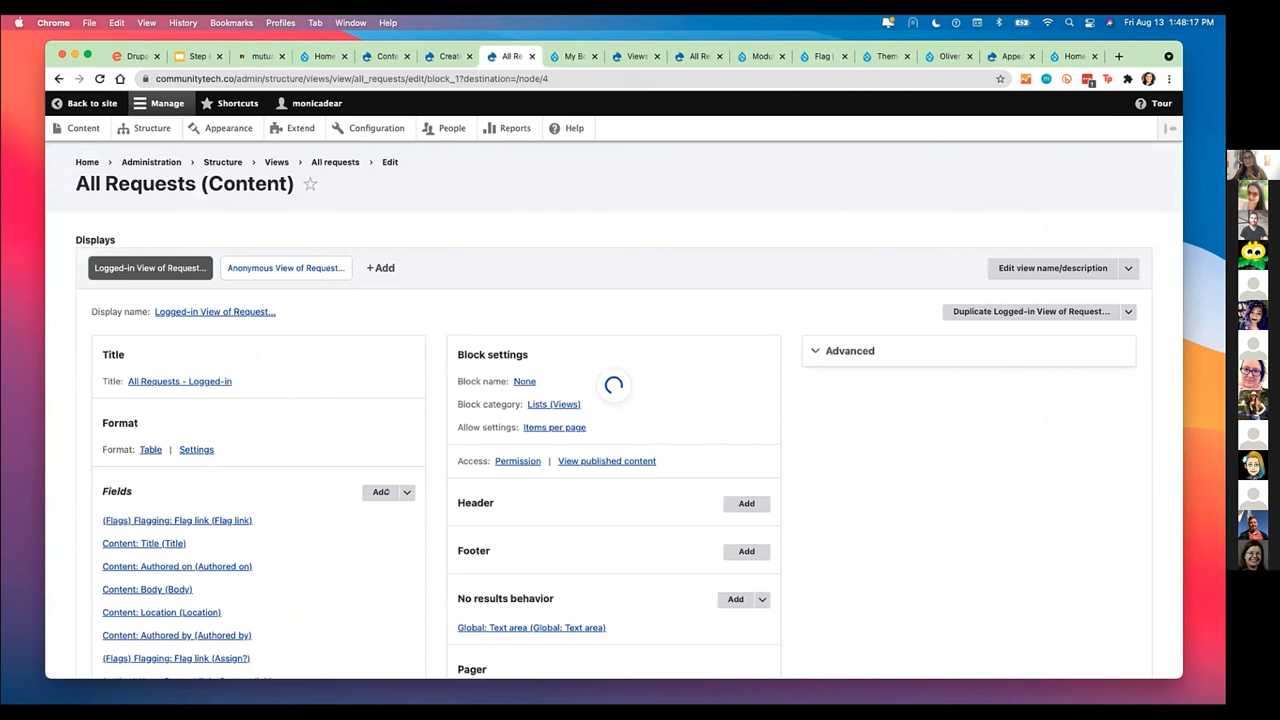 Chrome File Edit View History Bookmarks Profiles Tab Window Help Fri Aug 13 1:48:17 PM
Drupa Step mutua Home Conte Create All Re My Bo Views All Re Modu Flag | Them Oliver Appea Home
communitytech.co/admin/structure/views/view/all_requests/edit/block_1?destination=/node/4
Back to site Manage Shortcuts monicadear Tour
Content Structure Appearance Extend Configuration People Reports Help
Home > Administration > Structure > Views > All requests > Edit
All Requests (Content)
Displays
Logged-in View of Request... Anonymous View of Request... + Add Edit view name/description
Display name: Logged-in View of Request... Duplicate Logged-in View of Request...
Title
Title: All Requests - Logged-in
Format
Format: Table | Settings
Fields Add
(Flags) Flagging: Flag link (Flag link)
Content: Title (Title)
Content: Authored on (Authored on)
Content: Body (Body)
Content: Location (Location)
Content: Authored by (Authored by)
(Flags) Flagging: Flag link (Assign?)
Block settings
Block name: None
Block category: Lists (Views)
Allow settings: Items per page
Access: Permission | View published content
Header Add
Footer Add
No results behavior Add
Global: Text area (Global: Text area)
Pager
Advanced